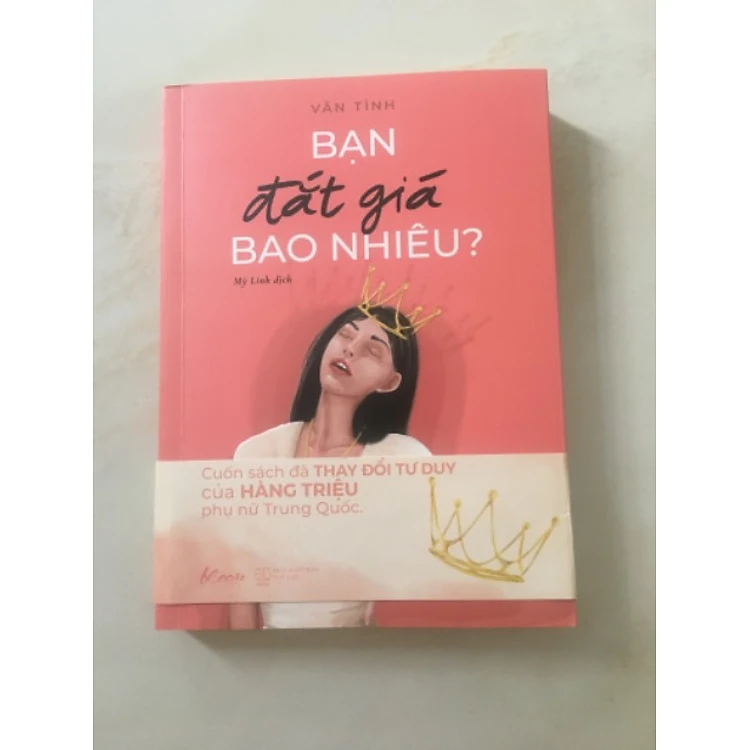 VÃN TÌNH
BẠN
đắt giá
BAO NHIÊU?
Mỹ Linh dịch
Cuốn sách đã THAY ĐỔI TƯ DUY
của HÀNG TRIỆU
phụ nữ Trung Quốc.